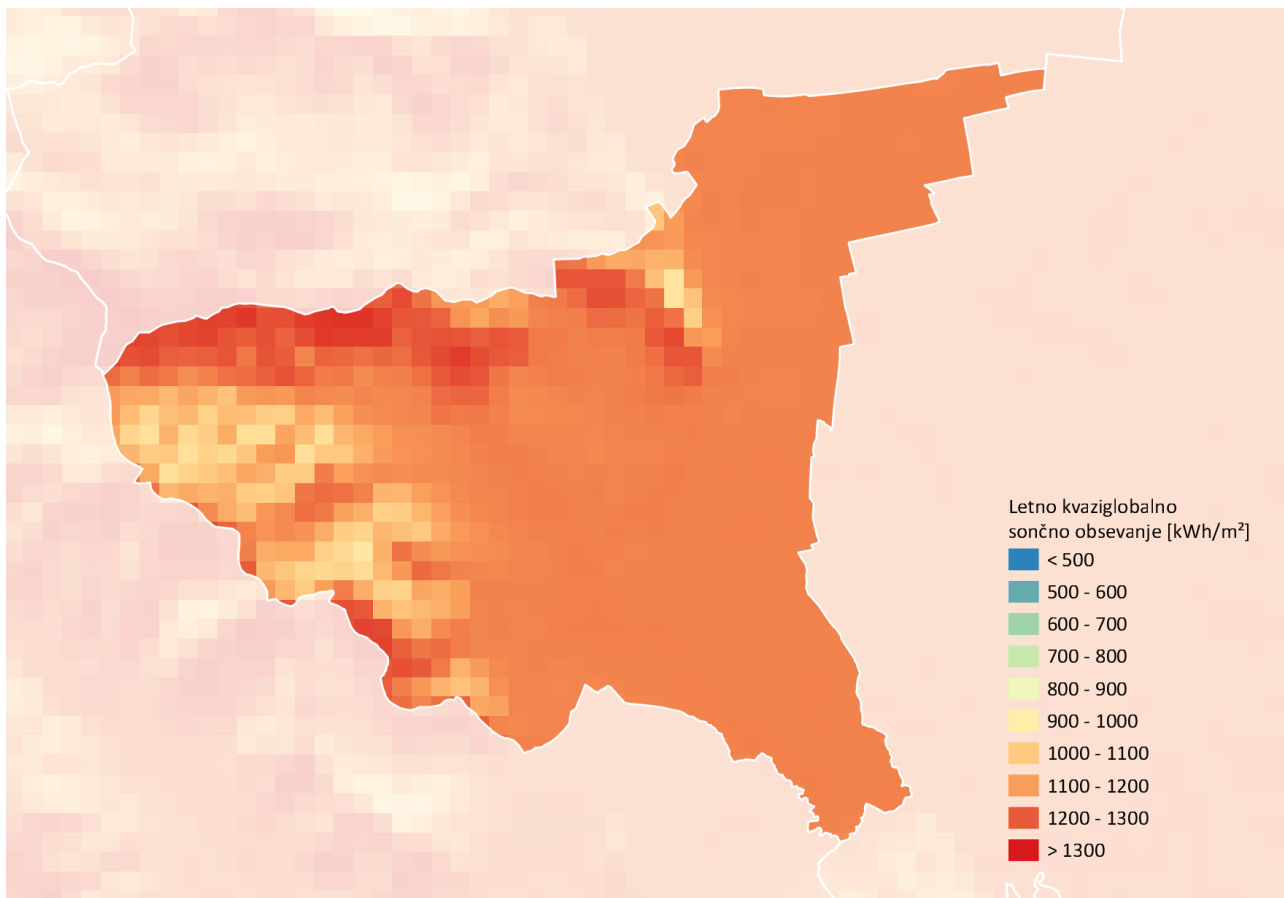 Letno kvaziglobalno
sončno obsevanje [kWh/m²]
< 500
500 - 600
600 - 700
700 - 800
800 - 900
900 - 1000
1000 - 1100
1100 - 1200
1200 - 1300
> 1300